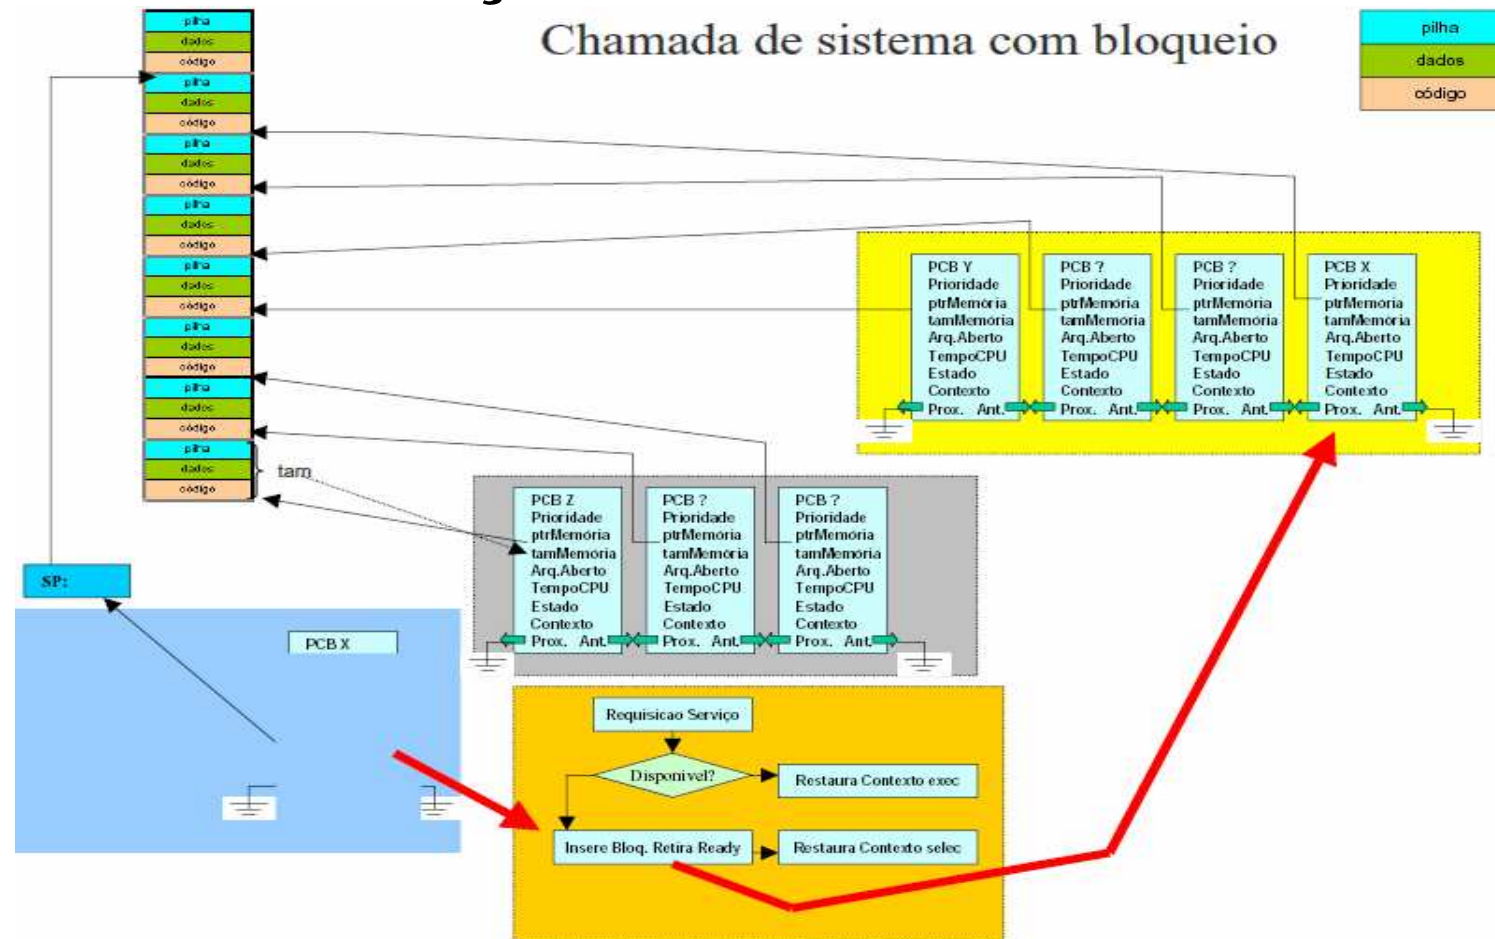 g
Chamada de sistema com bloqueio
pilha
dados
código
pilha
dados
código
pilha
dados
código
pilha
dados
código
pilha
dados
código
pilha
dados
código
pilha
dados
código
pilha
dados
código
pilha
dados
código
tam
PCB Y
Prioridade
ptrMemória
tamMemória
Arq.Aberto
TempoCPU
Estado
Contexto
Prox. Ant.
PCB ?
Prioridade
ptrMemória
tamMemória
Arq.Aberto
TempoCPU
Estado
Contexto
Prox. Ant.
PCB ?
Prioridade
ptrMemória
tamMemória
Arq.Aberto
TempoCPU
Estado
Contexto
Prox. Ant.
PCB X
Prioridade
ptrMemória
tamMemória
Arq.Aberto
TempoCPU
Estado
Contexto
Prox. Ant.
PCB Z
Prioridade
ptrMemória
tamMemória
Arq.Aberto
TempoCPU
Estado
Contexto
Prox. Ant.
PCB ?
Prioridade
ptrMemória
tamMemória
Arq.Aberto
TempoCPU
Estado
Contexto
Prox. Ant.
PCB ?
Prioridade
ptrMemória
tamMemória
Arq.Aberto
TempoCPU
Estado
Contexto
Prox. Ant.
SP:
PCB X
Requisicao Serviço
Disponivel?
Restaura Contexto exec
Insere Bloq. Retira Ready
Restaura Contexto selec